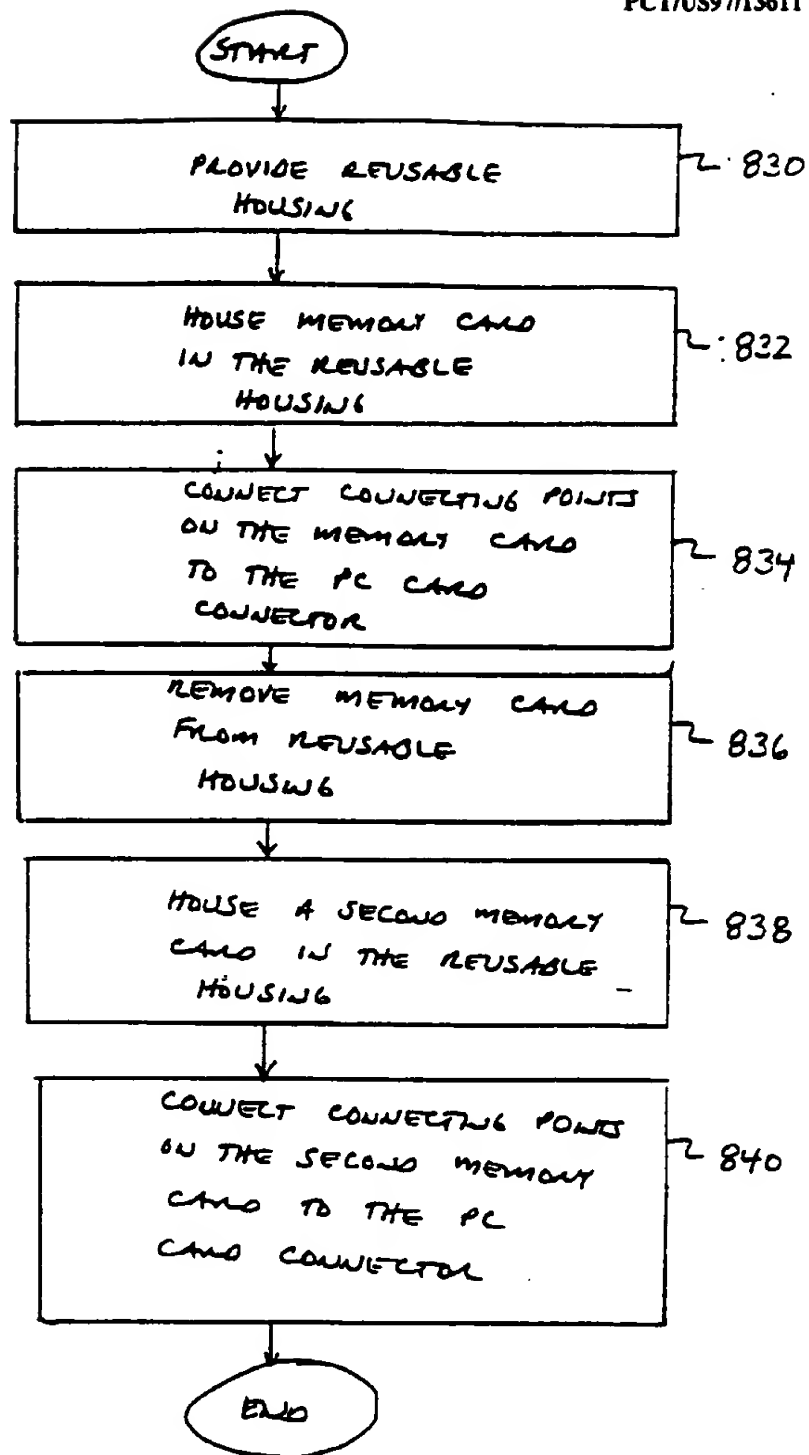 PCT/US97/13611
START
PROVIDE REUSABLE
HOUSING
830
HOUSE MEMORY CARD
IN THE REUSABLE
HOUSING
832
CONNECT CONNECTING POINTS
ON THE MEMORY CARD
TO THE PC CARD
CONNECTOR
834
REMOVE MEMORY CARD
FROM REUSABLE
HOUSING
836
HOUSE A SECOND MEMORY
CARD IN THE REUSABLE
HOUSING
838
CONNECT CONNECTING POINTS
ON THE SECOND MEMORY
CARD TO THE PC
CARD CONNECTOR
840
END